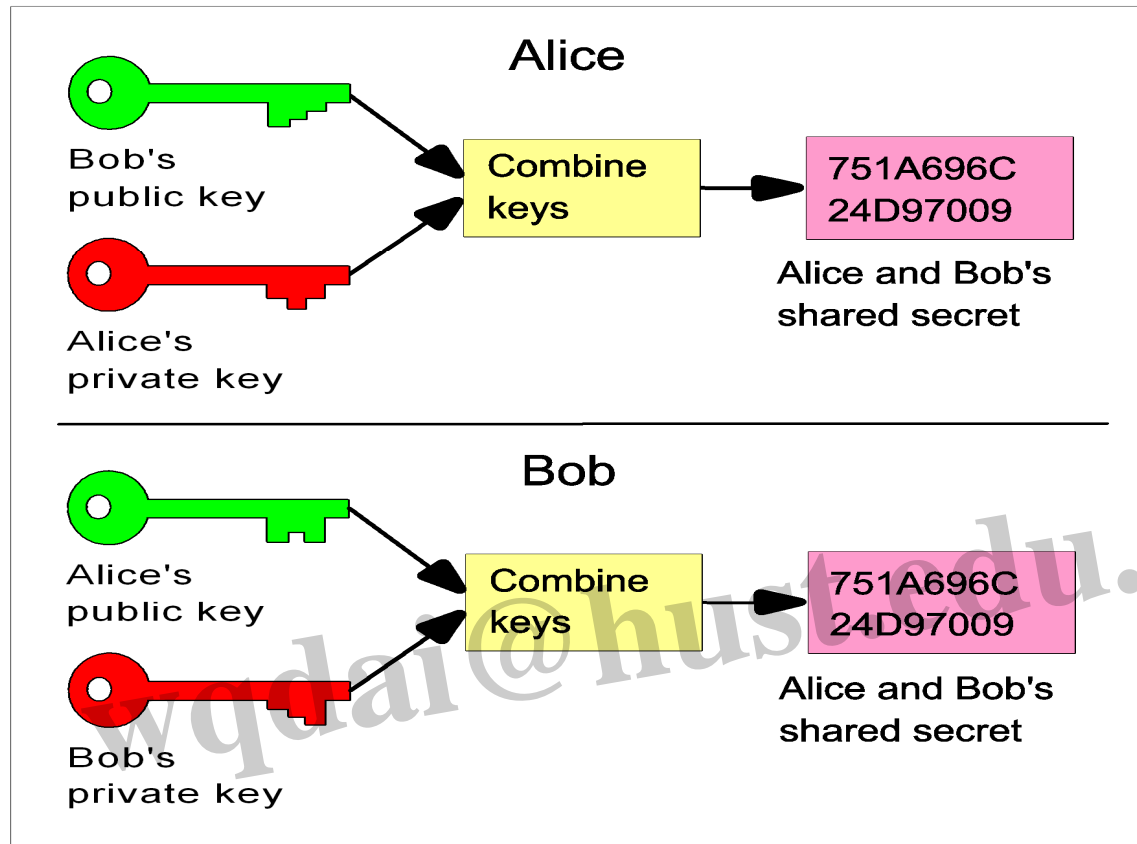 Alice
Bob's
public key
Combine
keys
751A696C
24D97009
Alice and Bob's
shared secret
Alice's
private key
Bob
Alice's
public key
Combine
keys
751A696C
24D97009
Alice and Bob's
shared secret
Bob's
private key
wqdai@hust.edu.